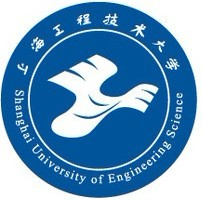 上海工程技术大学
Shanghai University of Engineering Science